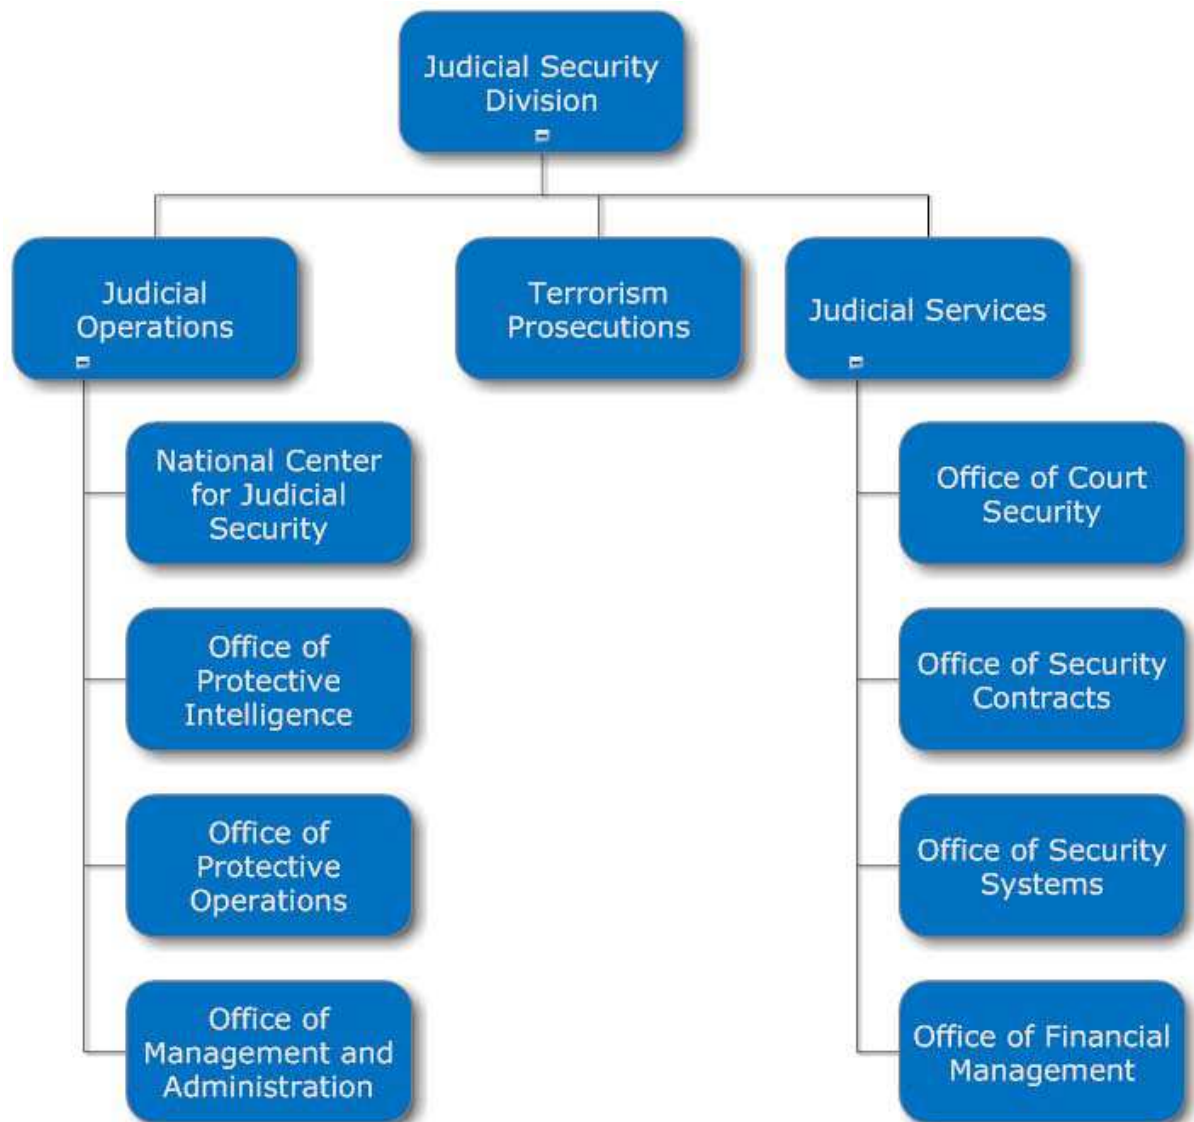 Judicial Security
Division
Judicial
Operations
Terrorism
Prosecutions
Judicial Services
National Center
for Judicial
Security
Office of
Protective
Intelligence
Office of
Protective
Operations
Office of
Management and
Administration
Office of Court
Security
Office of Security
Contracts
Office of Security
Systems
Office of Financial
Management